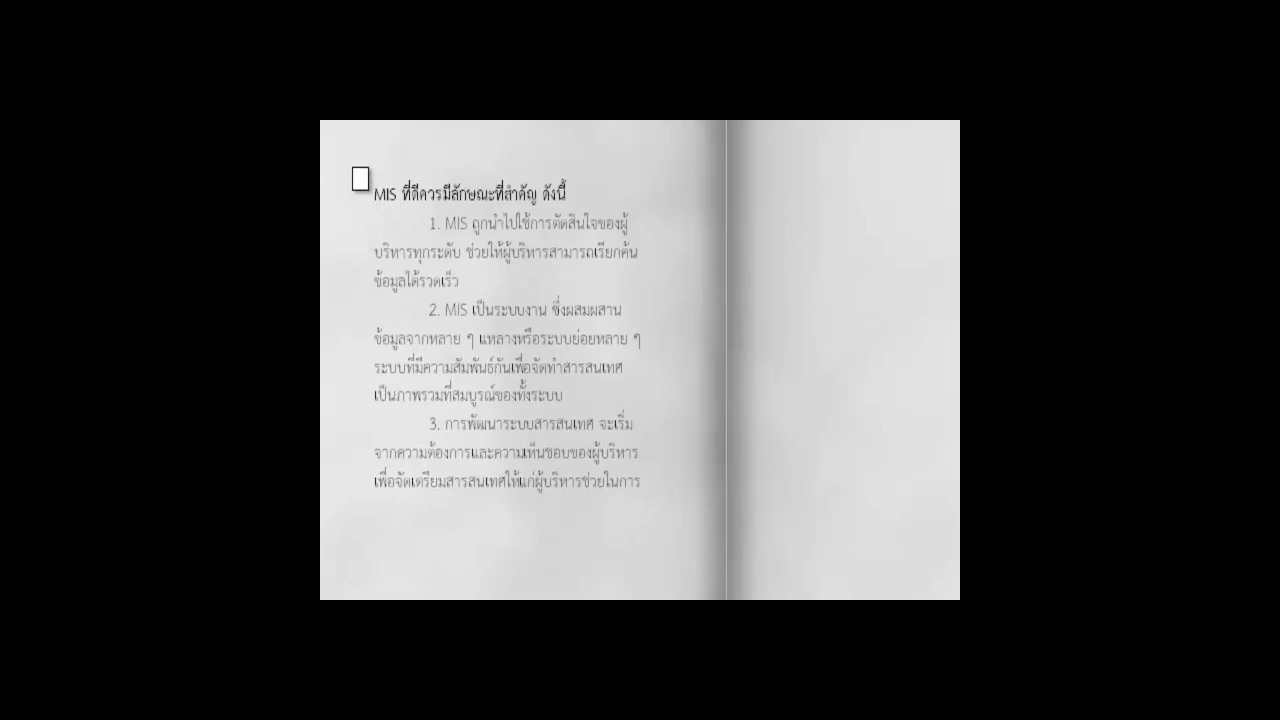 MIS ที่ดีควรมีลักษณะที่สำคัญ ดังนี้
1. MIS ถูกนำไปใช้การตัดสินใจของผู้
บริหารทุกระดับ ช่วยให้ผู้บริหารสามารถเรียกค้น
ข้อมูลได้รวดเร็ว
2. MIS เป็นระบบงาน ซึ่งผสมผสาน
ข้อมูลจากหลาย ๆ แหล่างหรือระบบย่อยหลาย ๆ
ระบบที่มีความสัมพันธ์กันเพื่อจัดทำสารสนเทศ
เป็นภาพรวมที่สมบูรณ์ของทั้งระบบ
3. การพัฒนาระบบสารสนเทศ จะเริ่ม
จากความต้องการและความเห็นชอบของผู้บริหาร
เพื่อจัดเตรียมสารสนเทศให้แก่ผู้บริหารช่วยในการ